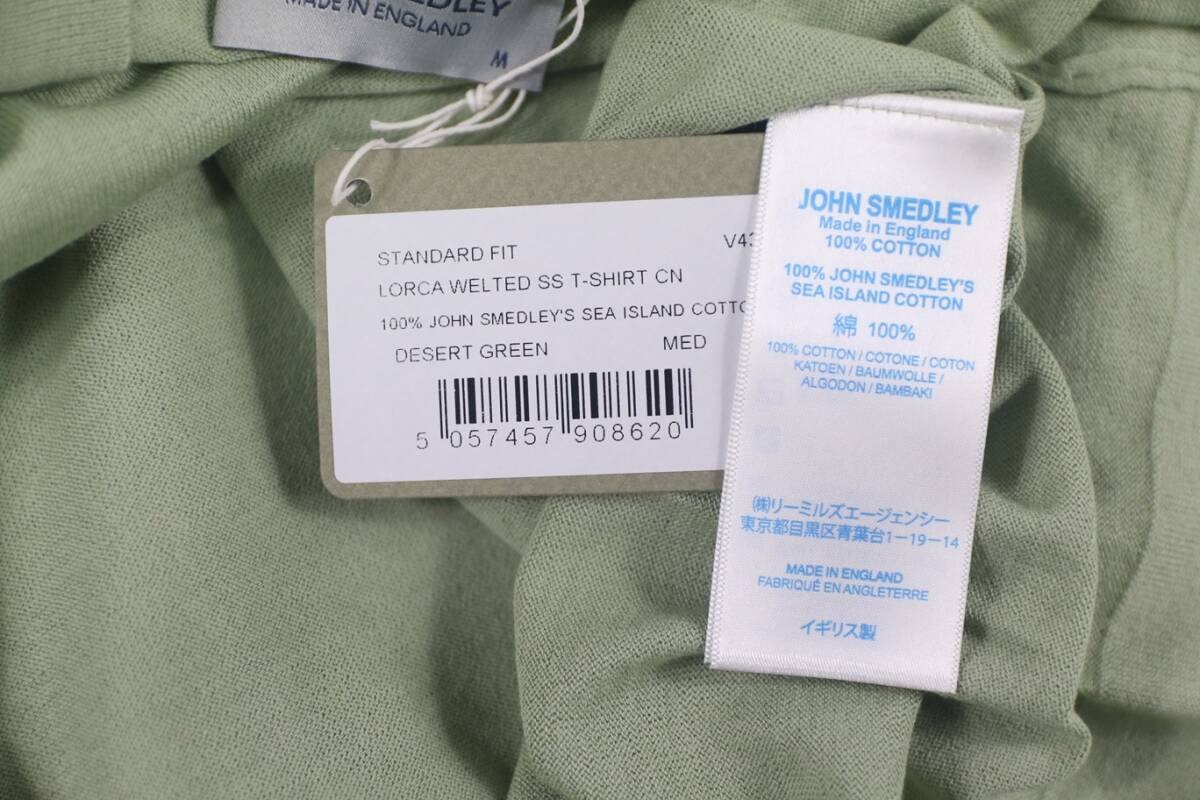 MADE IN ENGLAND
M
STANDARD FIT
LORCA WELTED SS T-SHIRT CN
100% JOHN SMEDLEY'S SEA ISLAND
DESERT GREEN MED
5 057457 908620
JOHN SMEDLEY
Made in England
100% COTTON
100% JOHN SMEDLEY'S
SEA ISLAND COTTON
綿 100%
100% COTTON / COTONE / COTON
KATOEN / BAUMWOLLE /
ALGODON / BAMBAKI
(株)リーミルズエージェンシー
東京都目黒区青葉台1-19-14
MADE IN ENGLAND
FABRIQUÉ EN ANGLETERRE
イギリス製